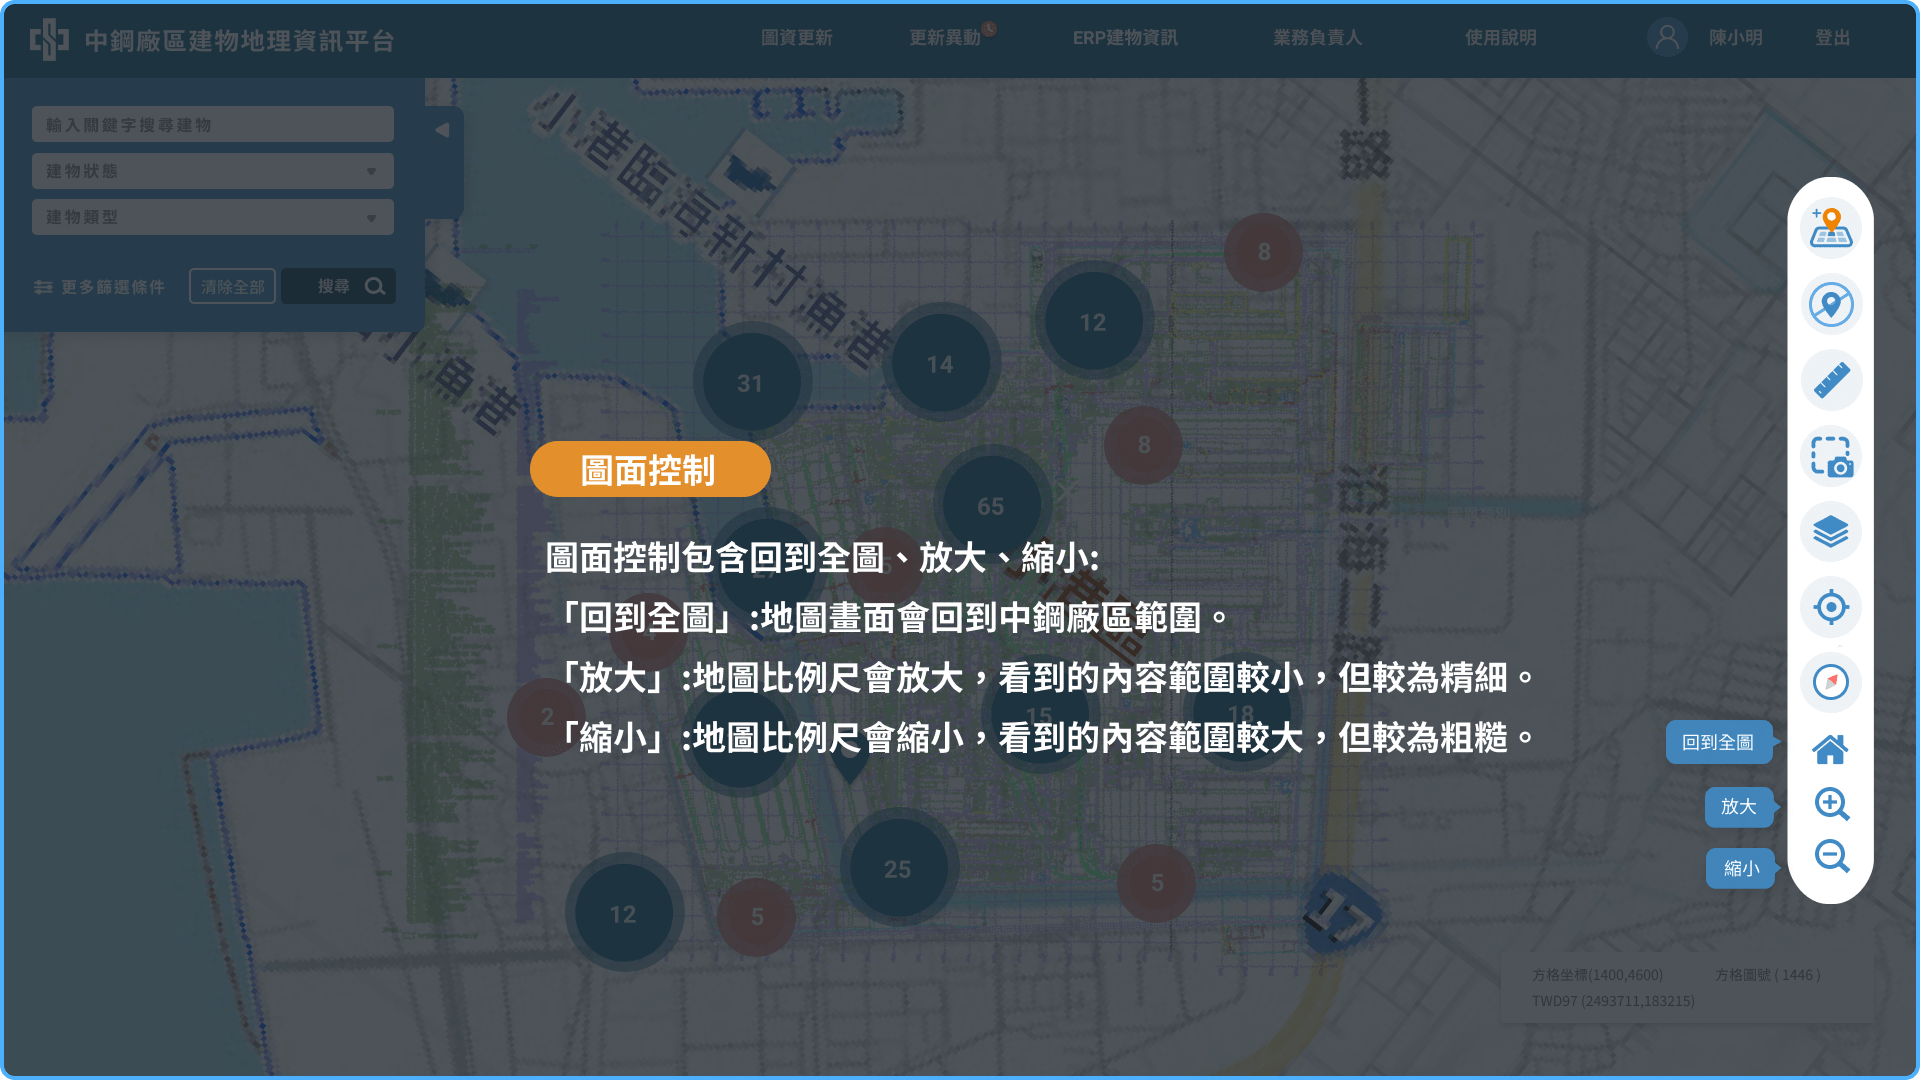 中鋼廠區建物地理資訊平台
圖資更新
更新異動
ERP建物資訊
業務負責人
使用說明
陳小明
登出
輸入關鍵字搜尋建物
建物狀態
建物類型
更多篩選條件
清除全部
搜尋
小港臨海新村漁港
小漁港
路
沿
海
路
小港區
17
8
12
14
31
8
65
27
5
2
15
18
25
5
12
5
圖面控制
圖面控制包含回到全圖、放大、縮小:
「回到全圖」:地圖畫面會回到中鋼廠區範圍。
「放大」:地圖比例尺會放大，看到的內容範圍較小，但較為精細。
「縮小」:地圖比例尺會縮小，看到的內容範圍較大，但較為粗糙。
回到全圖
放大
縮小
方格坐標(1400,4600)
方格圖號 ( 1446 )
TWD97 (2493711,183215)